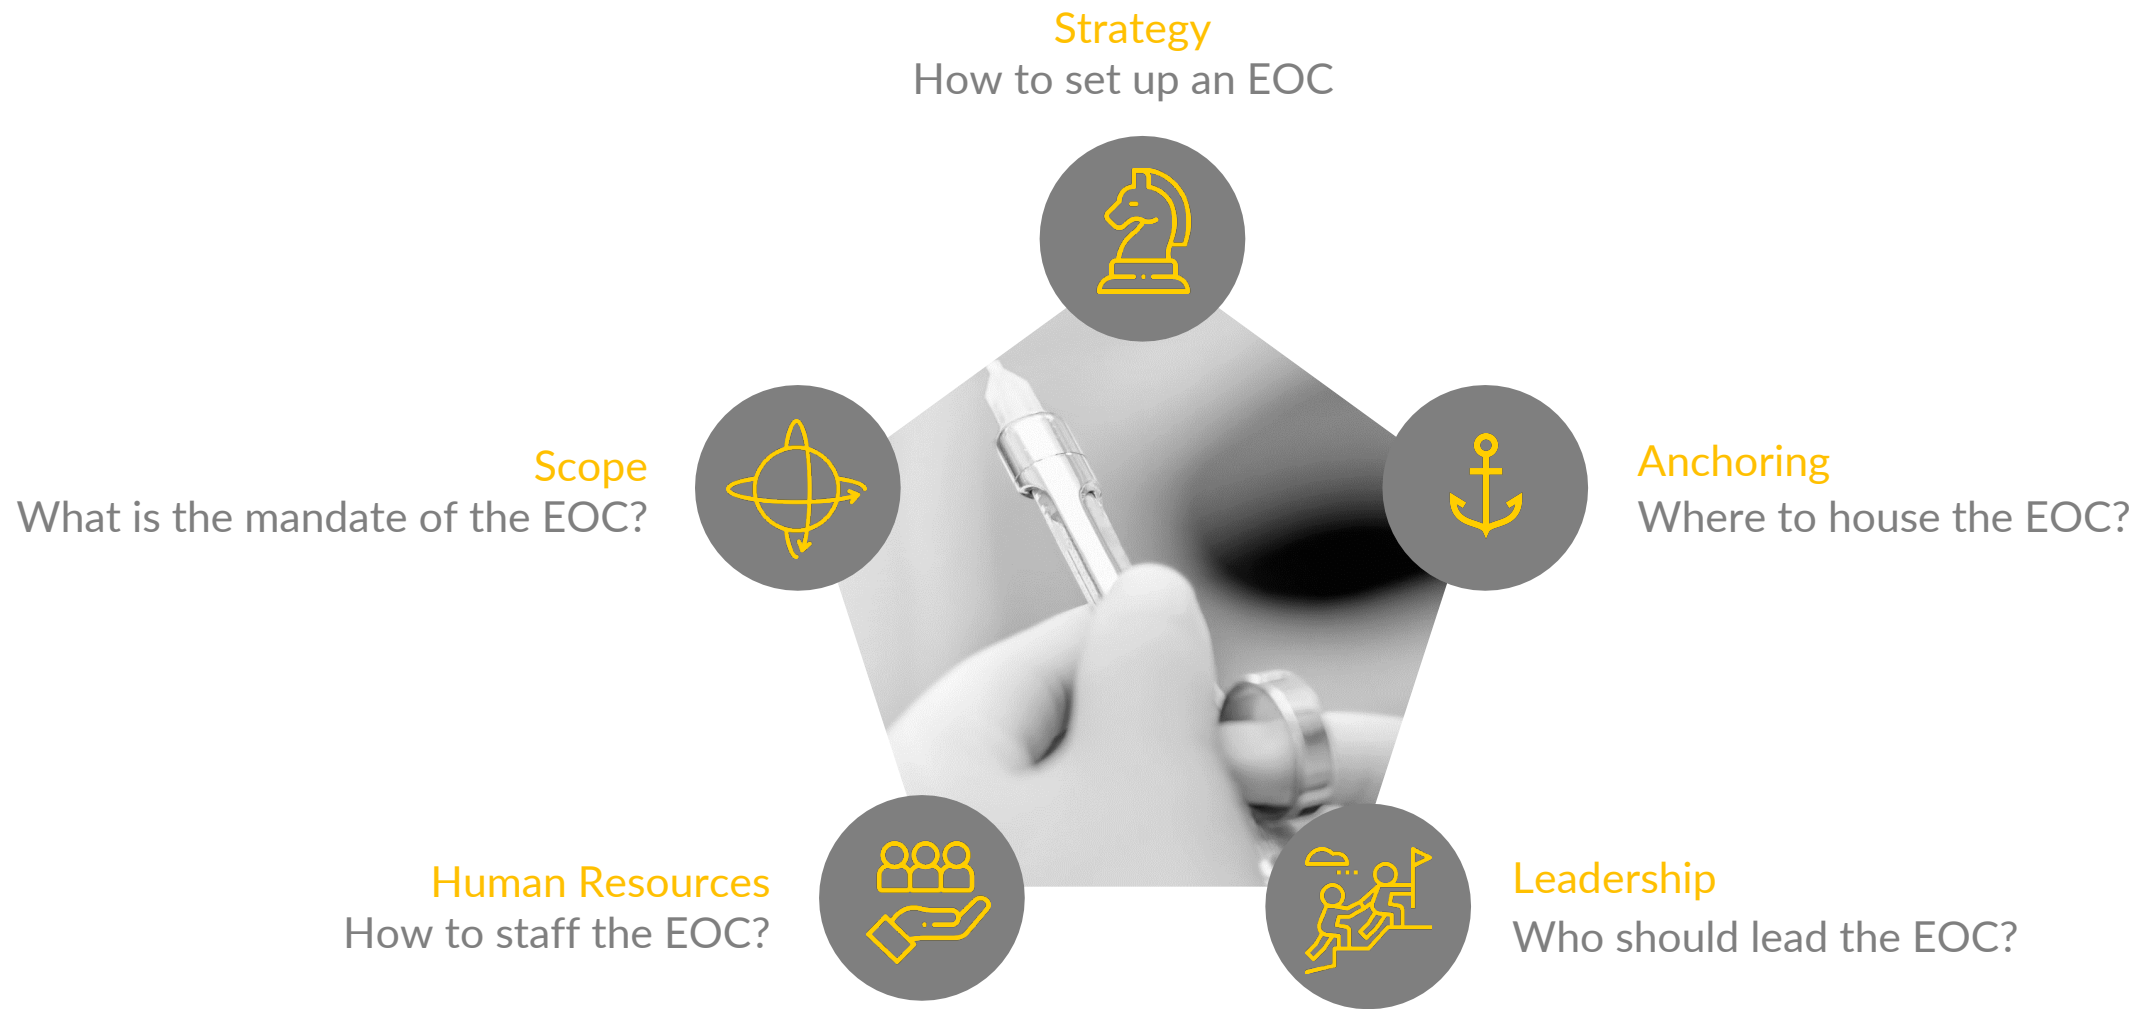 Strategy
How to set up an EOC
Scope
What is the mandate of the EOC?
Anchoring
Where to house the EOC?
Human Resources
How to staff the EOC?
Leadership
Who should lead the EOC?